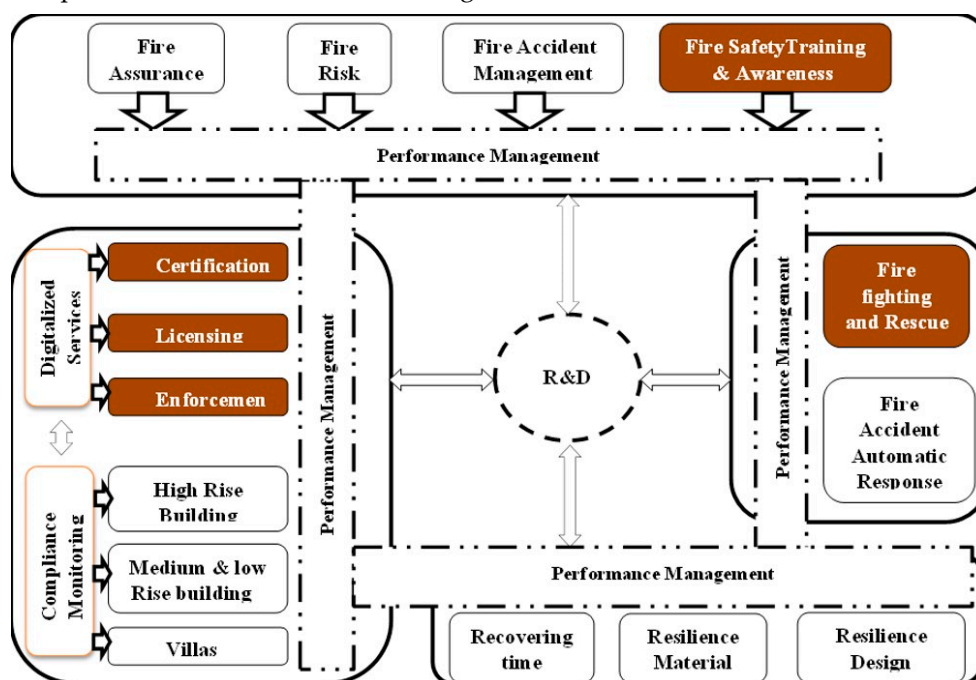 Fire
Assurance
Fire
Risk
Fire Accident
Management
Fire SafetyTraining
& Awareness
Performance Management
Digitalized
Services
Certification
Licensing
Enforcemen
Compliance
Monitoring
High Rise
Building
Medium & low
Rise building
Villas
Performance Management
R&D
Performance Management
Fire
fighting
and Rescue
Fire
Accident
Automatic
Response
Performance Management
Recovering
time
Resilience
Material
Resilience
Design